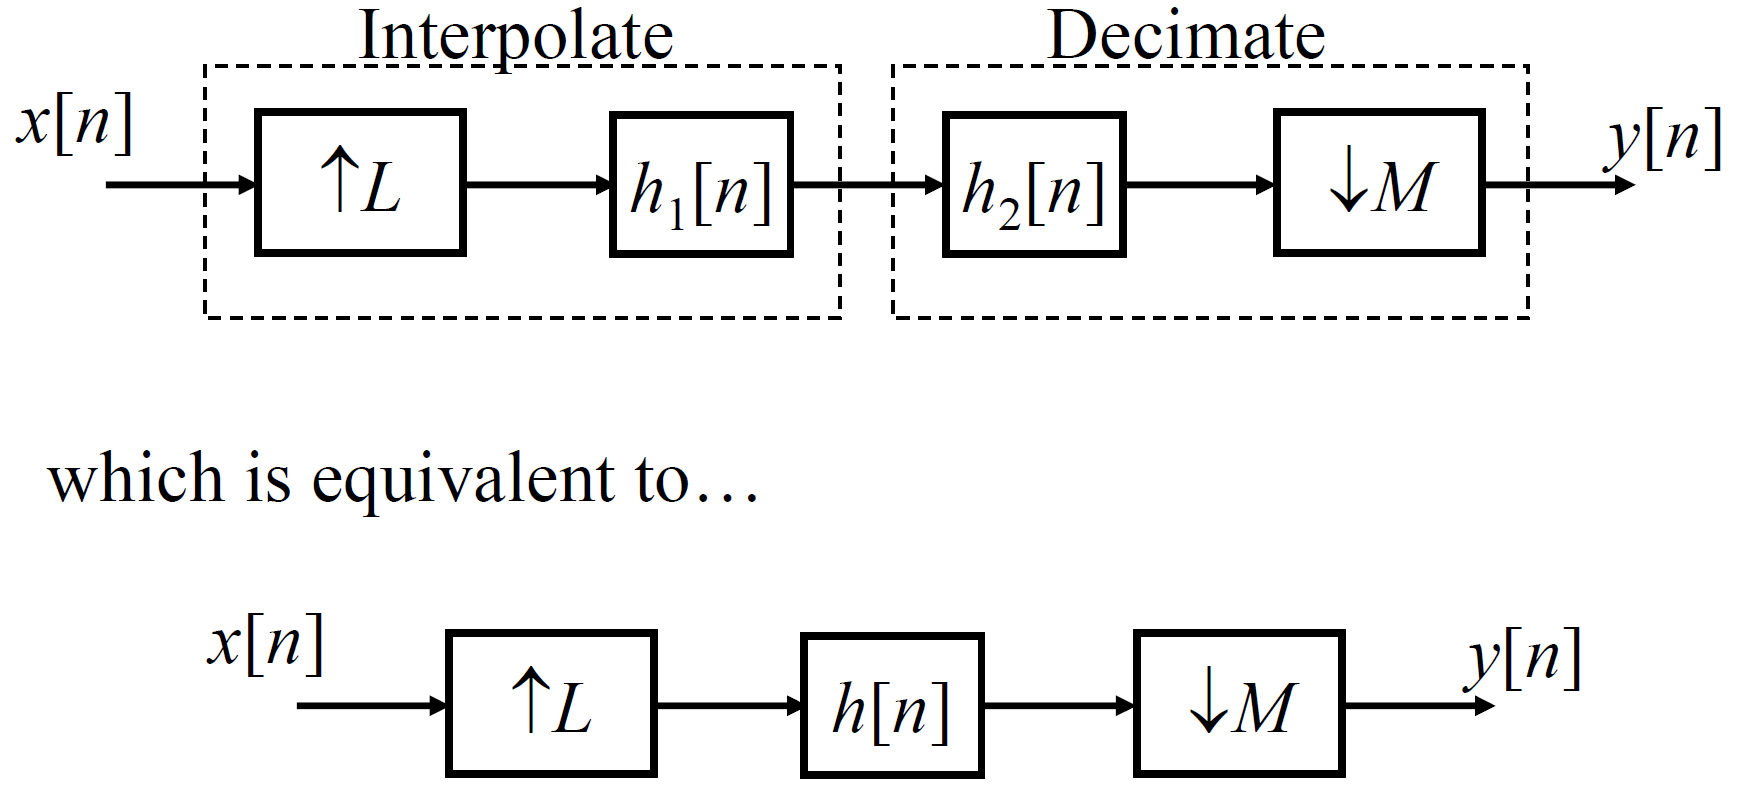 Interpolate Decimate
x[n] ↑L h₁[n] h₂[n] ↓M y[n]
which is equivalent to…
x[n] ↑L h[n] ↓M y[n]